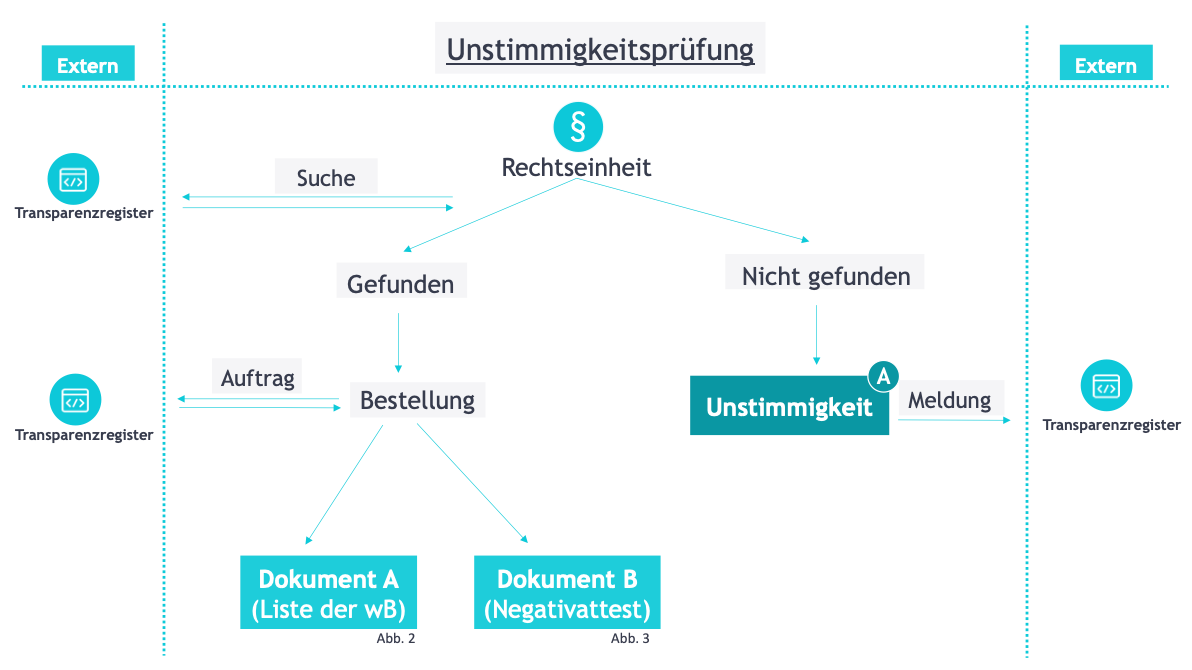 Unstimmigkeitsprüfung
Extern
Extern
§
Rechtseinheit
Suche
Transparenzregister
Gefunden
Nicht gefunden
Auftrag
Bestellung
Transparenzregister
A
Unstimmigkeit
Meldung
Transparenzregister
Dokument A
(Liste der wB)
Abb. 2
Dokument B
(Negativattest)
Abb. 3